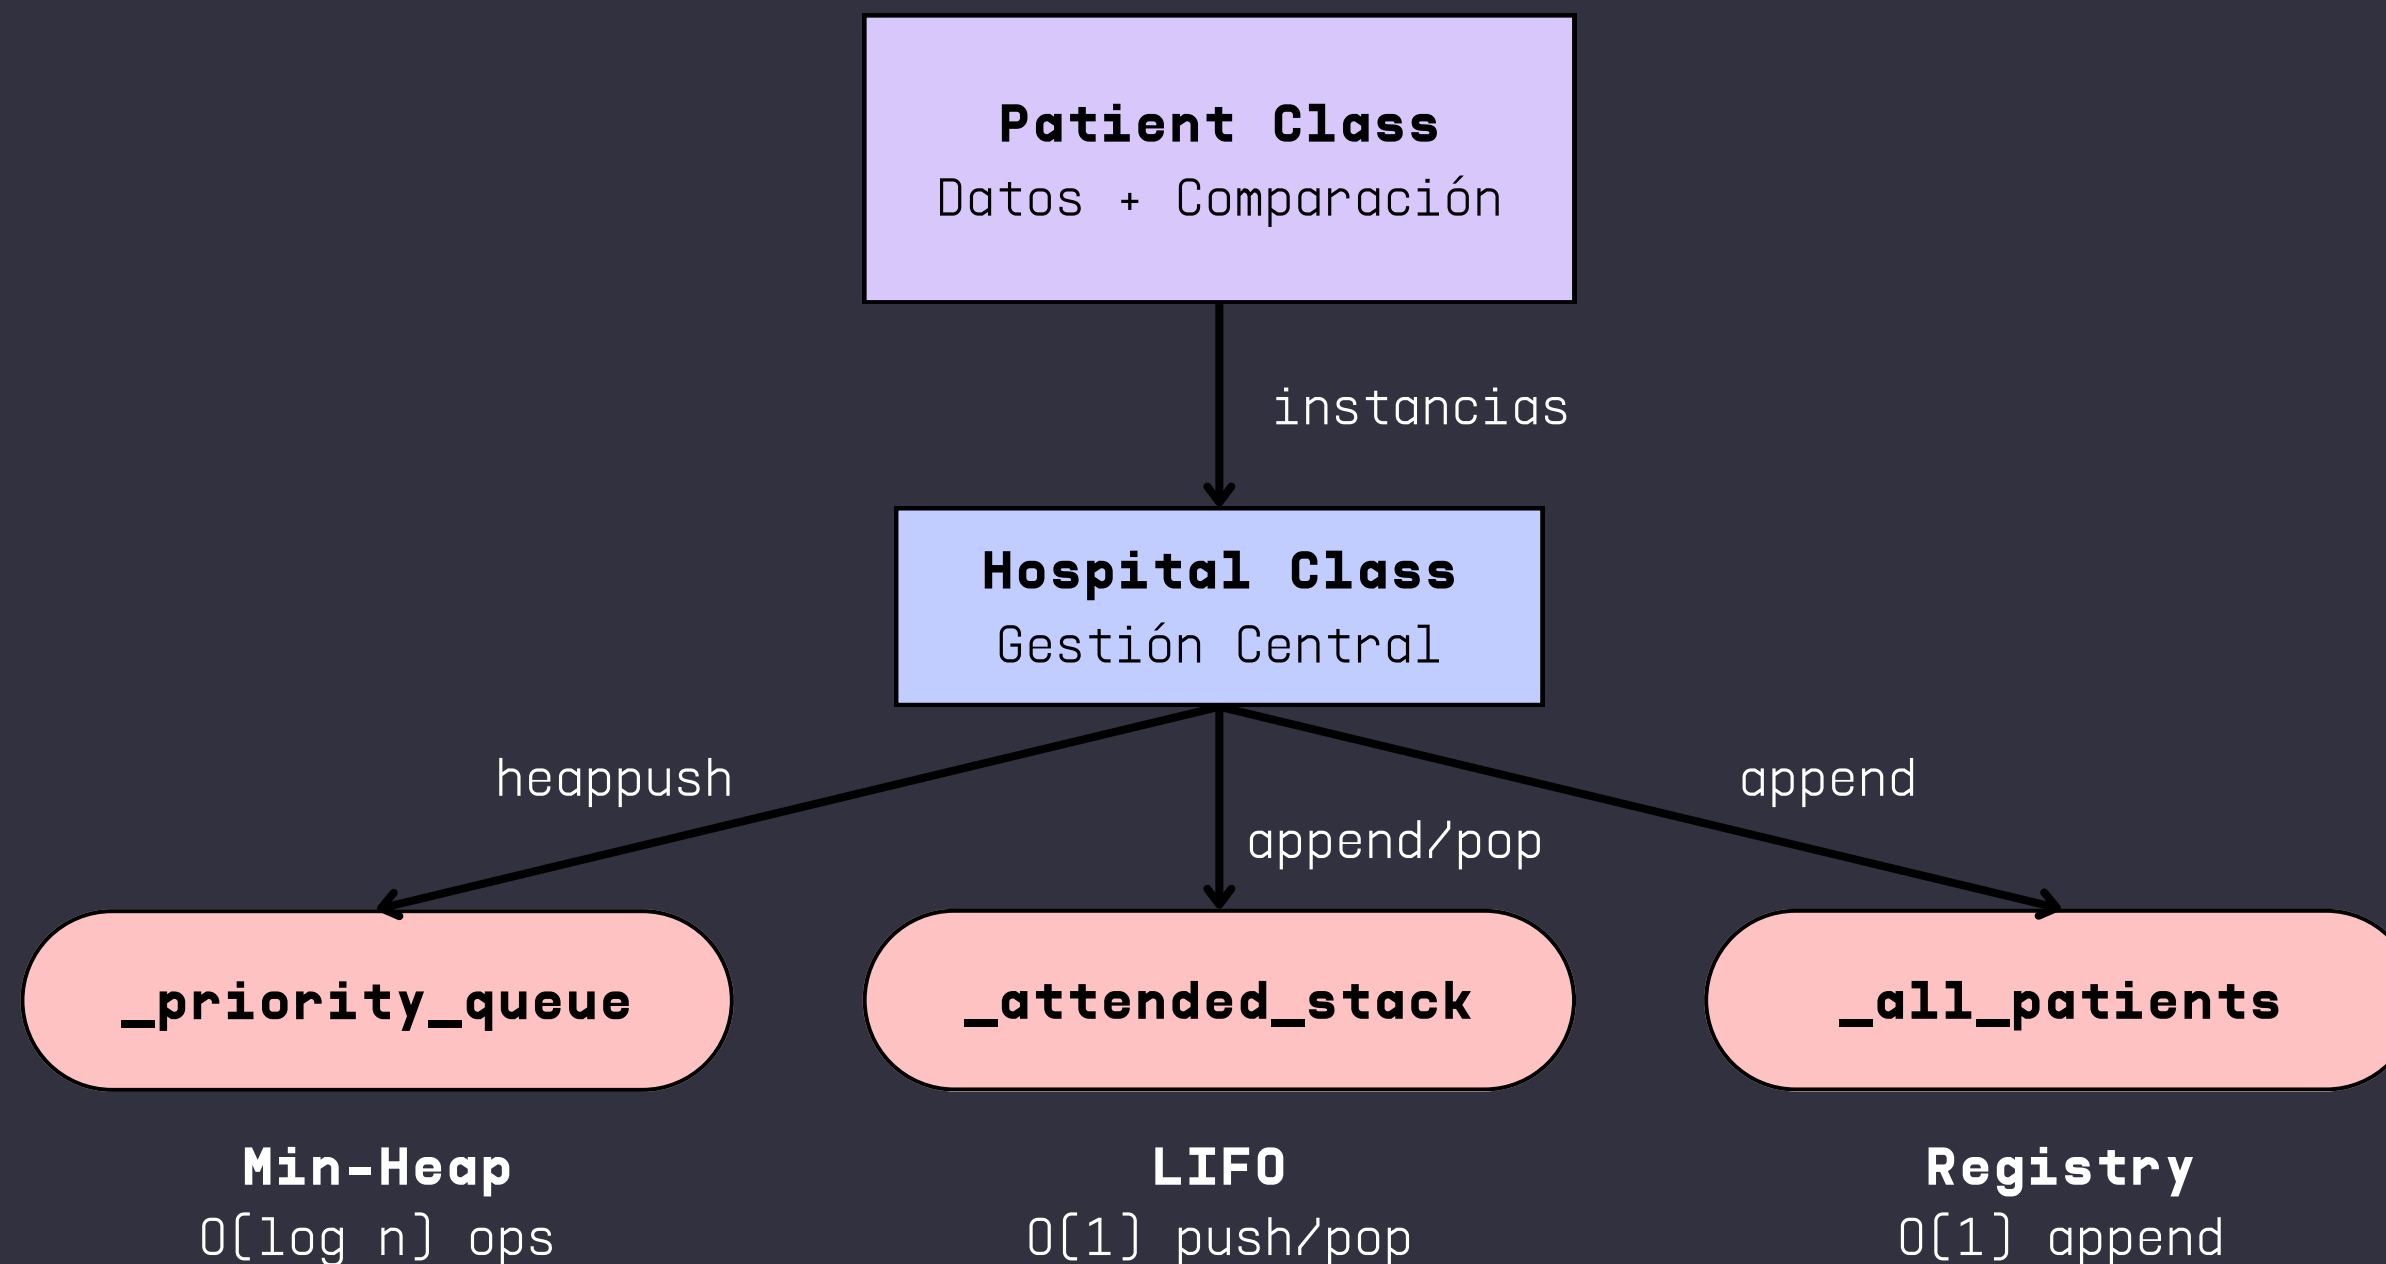 Patient Class
Datos + Comparación
instancias
Hospital Class
Gestión Central
heappush
append/pop
append
_priority_queue
_attended_stack
_all_patients
Min-Heap
O(log n) ops
LIFO
O(1) push/pop
Registry
O(1) append